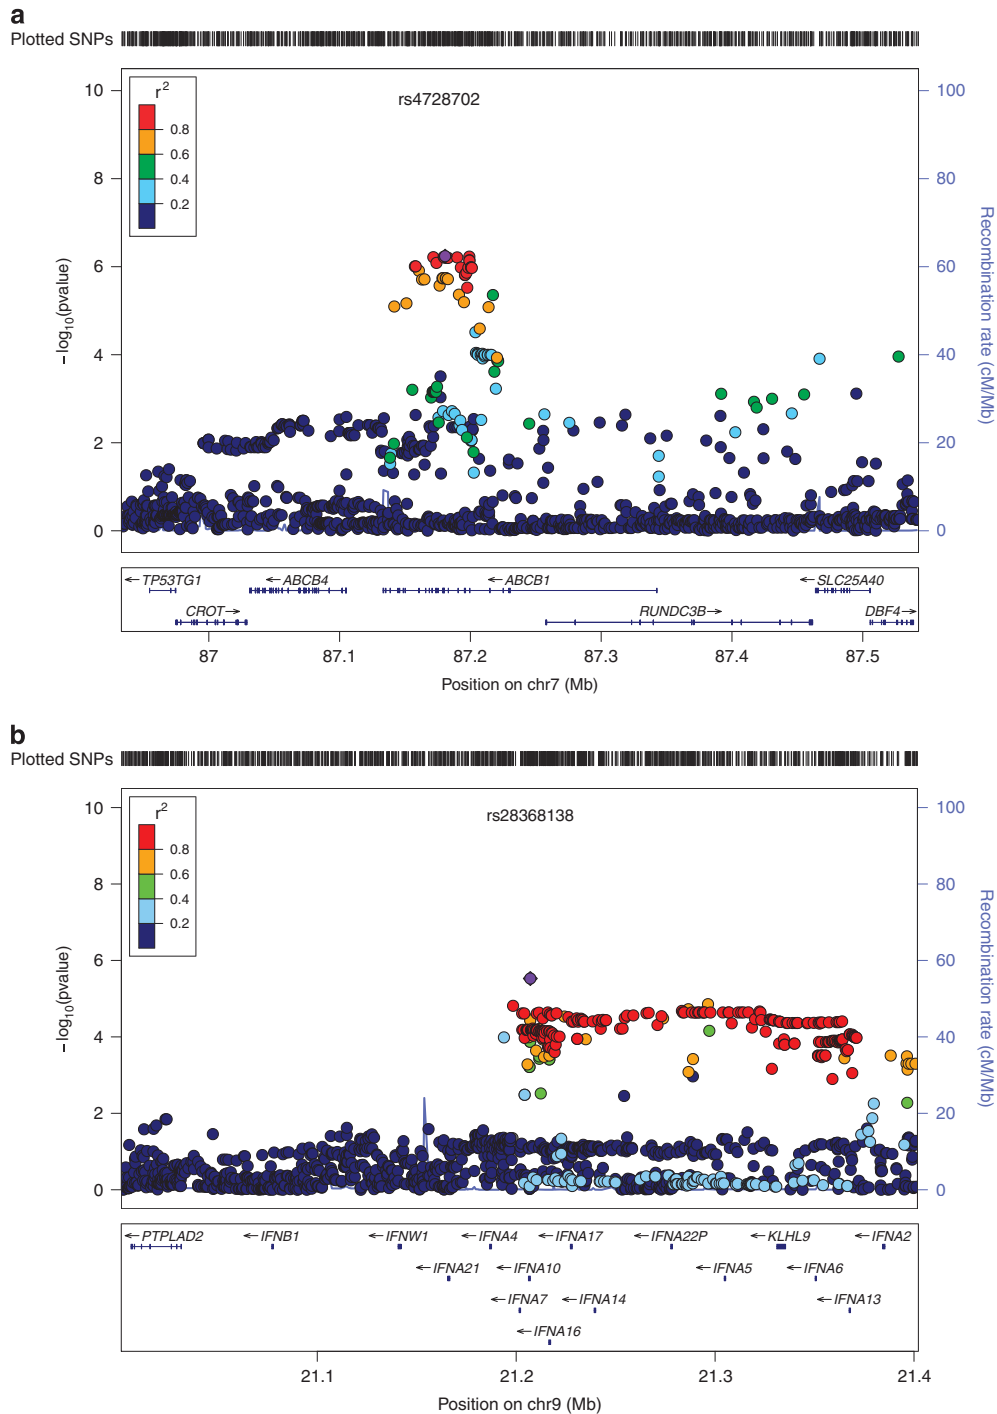 a
Plotted SNPs
10
8
6
4
2
0
− log10(pvalue)
r2
0.8
0.6
0.4
0.2
rs4728702
100
80
60
40
20
0
Recombination rate (cM/Mb)
←TP53TG1
←ABCB4
←ABCB1
←SLC25A40
CROT→
RUNDC3B→
DBF4→
87
87.1
87.2
87.3
87.4
87.5
Position on chr7 (Mb)
b
Plotted SNPs
10
8
6
4
2
0
− log10(pvalue)
r2
0.8
0.6
0.4
0.2
rs28368138
100
80
60
40
20
0
Recombination rate (cM/Mb)
←PTPLAD2
←IFNB1
←IFNW1
←IFNA4
←IFNA17
←IFNA22P
←KLHL9
←IFNA2
←IFNA21
←IFNA10
←IFNA5
←IFNA6
←IFNA7
←IFNA14
←IFNA13
←IFNA16
21.1
21.2
21.3
21.4
Position on chr9 (Mb)